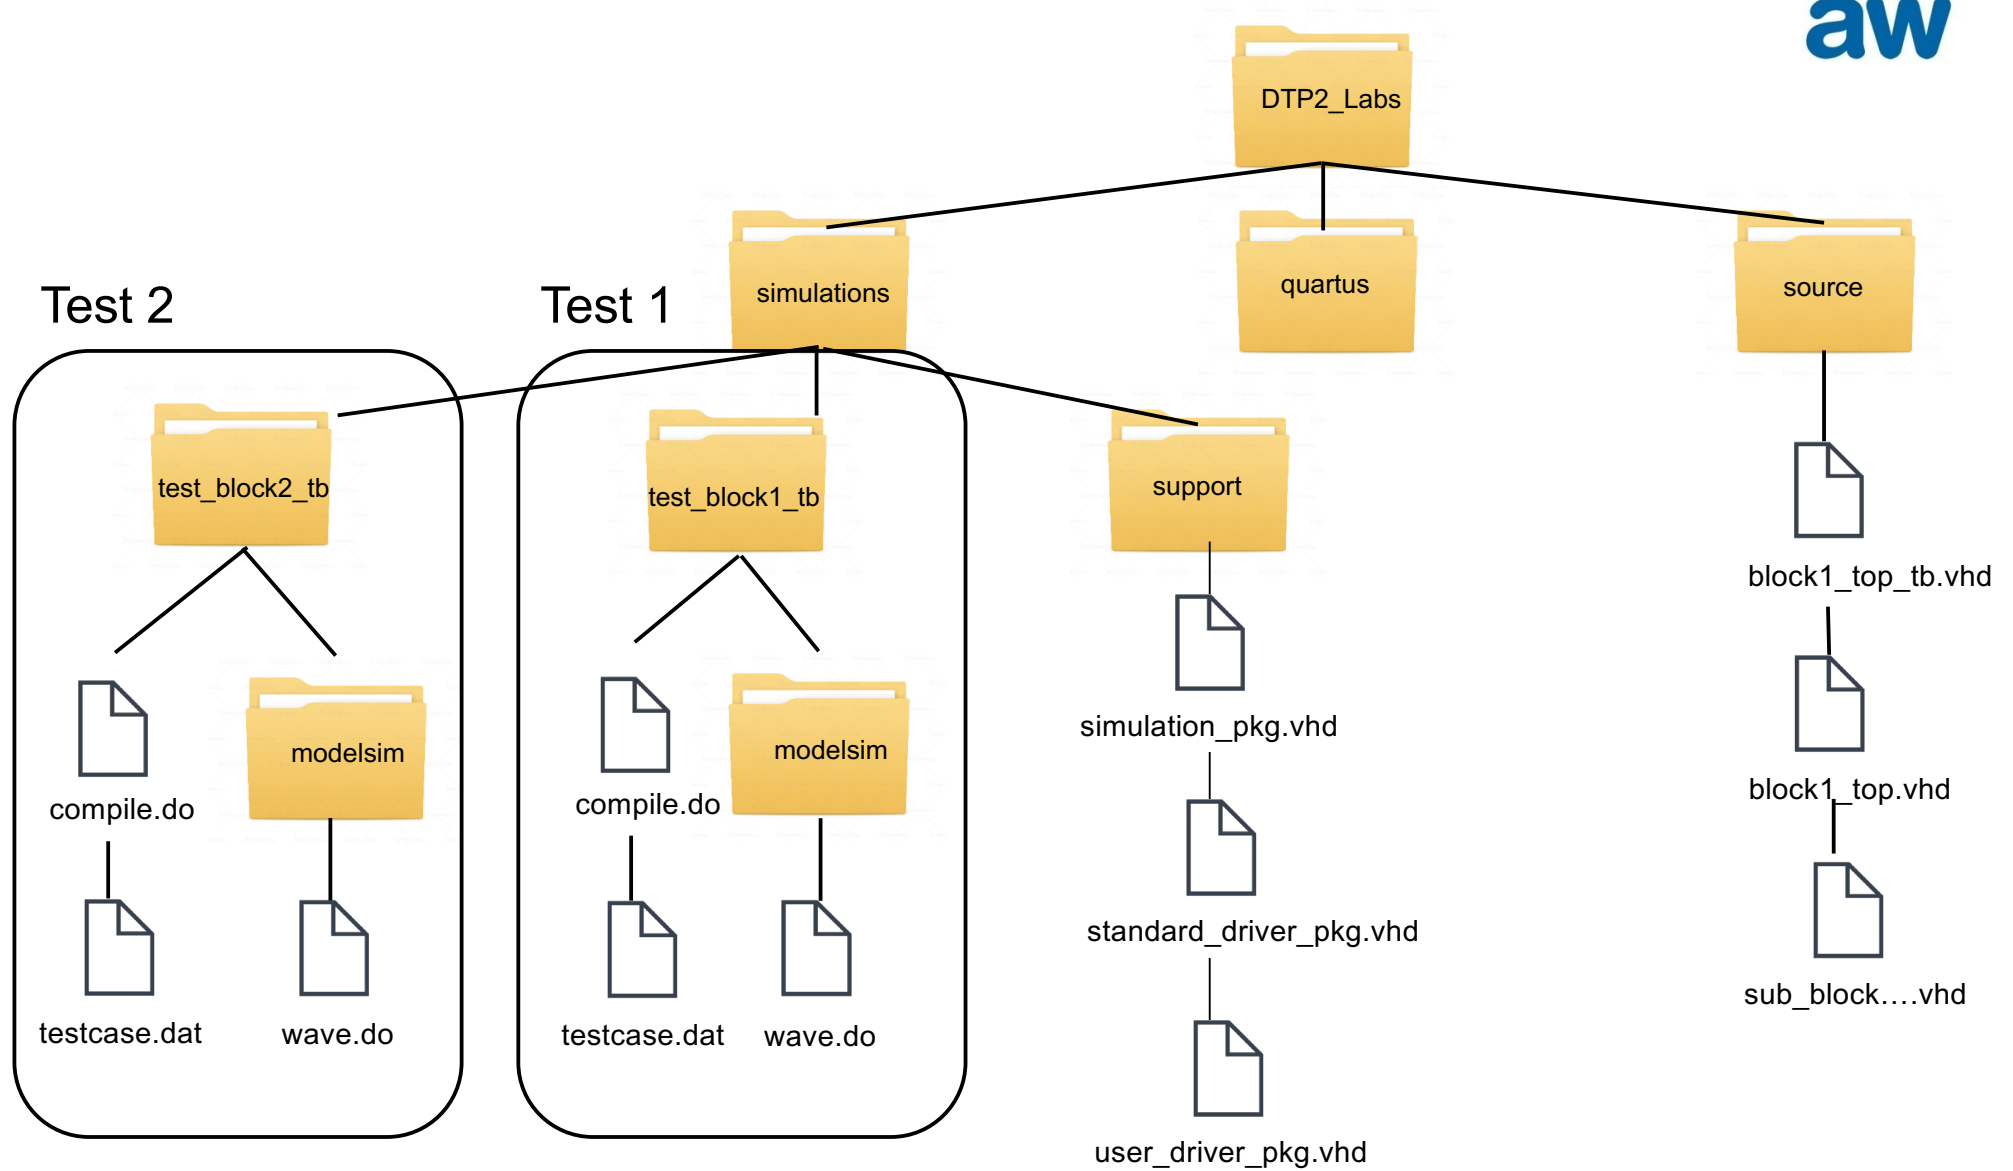 aw
DTP2_Labs
simulations
quartus
source
Test 2
Test 1
test_block2_tb
test_block1_tb
support
block1_top_tb.vhd
simulation_pkg.vhd
modelsim
modelsim
compile.do
compile.do
block1_top.vhd
standard_driver_pkg.vhd
sub_block....vhd
testcase.dat
wave.do
testcase.dat
wave.do
user_driver_pkg.vhd